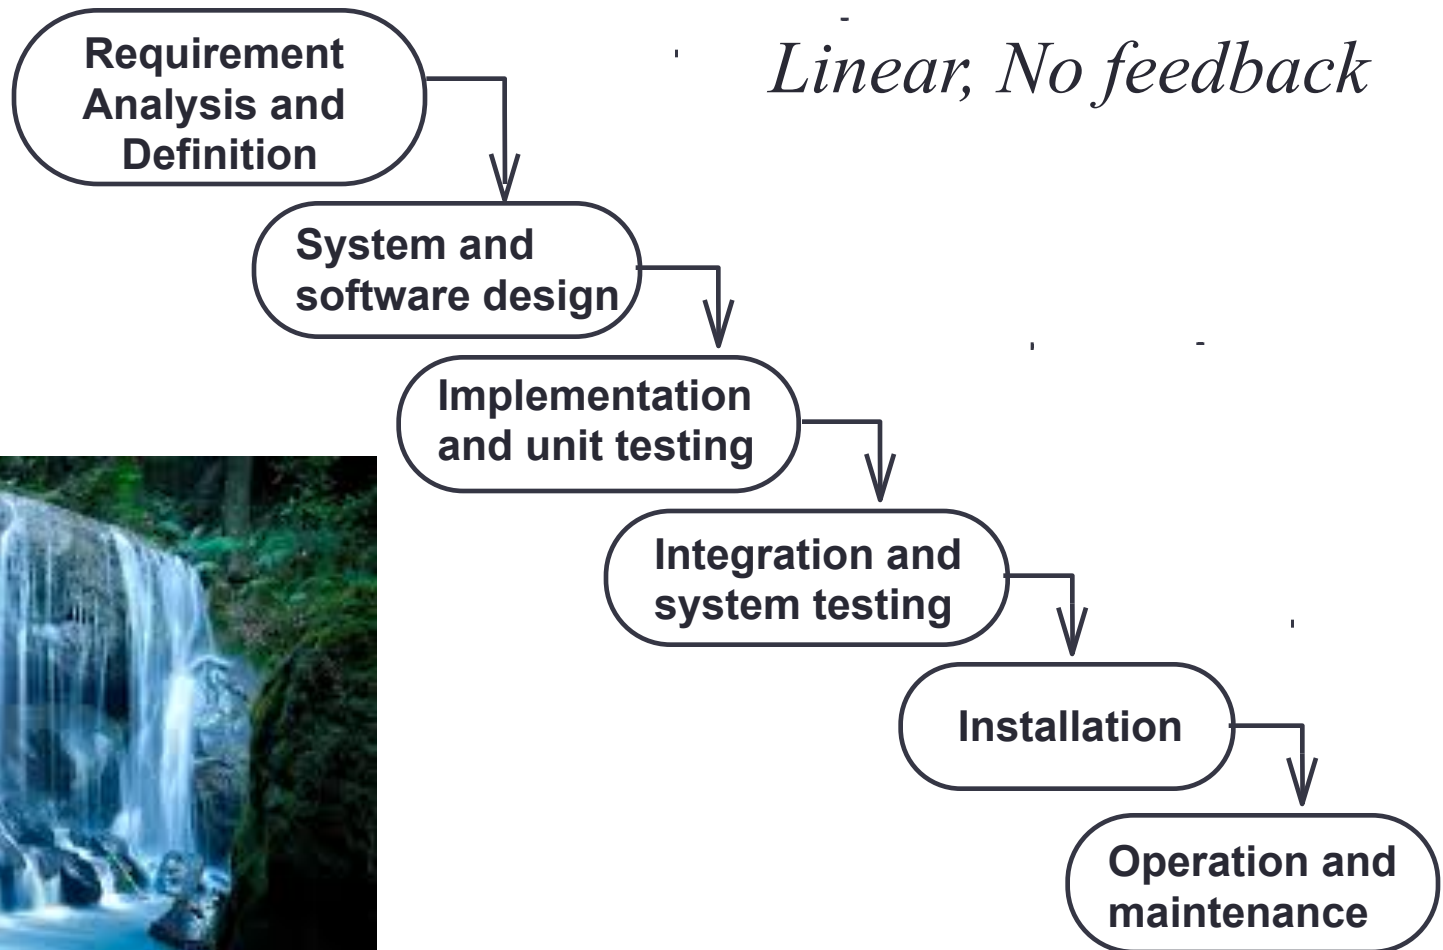 Linear, No feedback
Requirement
Analysis and
Definition
System and
software design
Implementation
and unit testing
Integration and
system testing
Installation
Operation and
maintenance